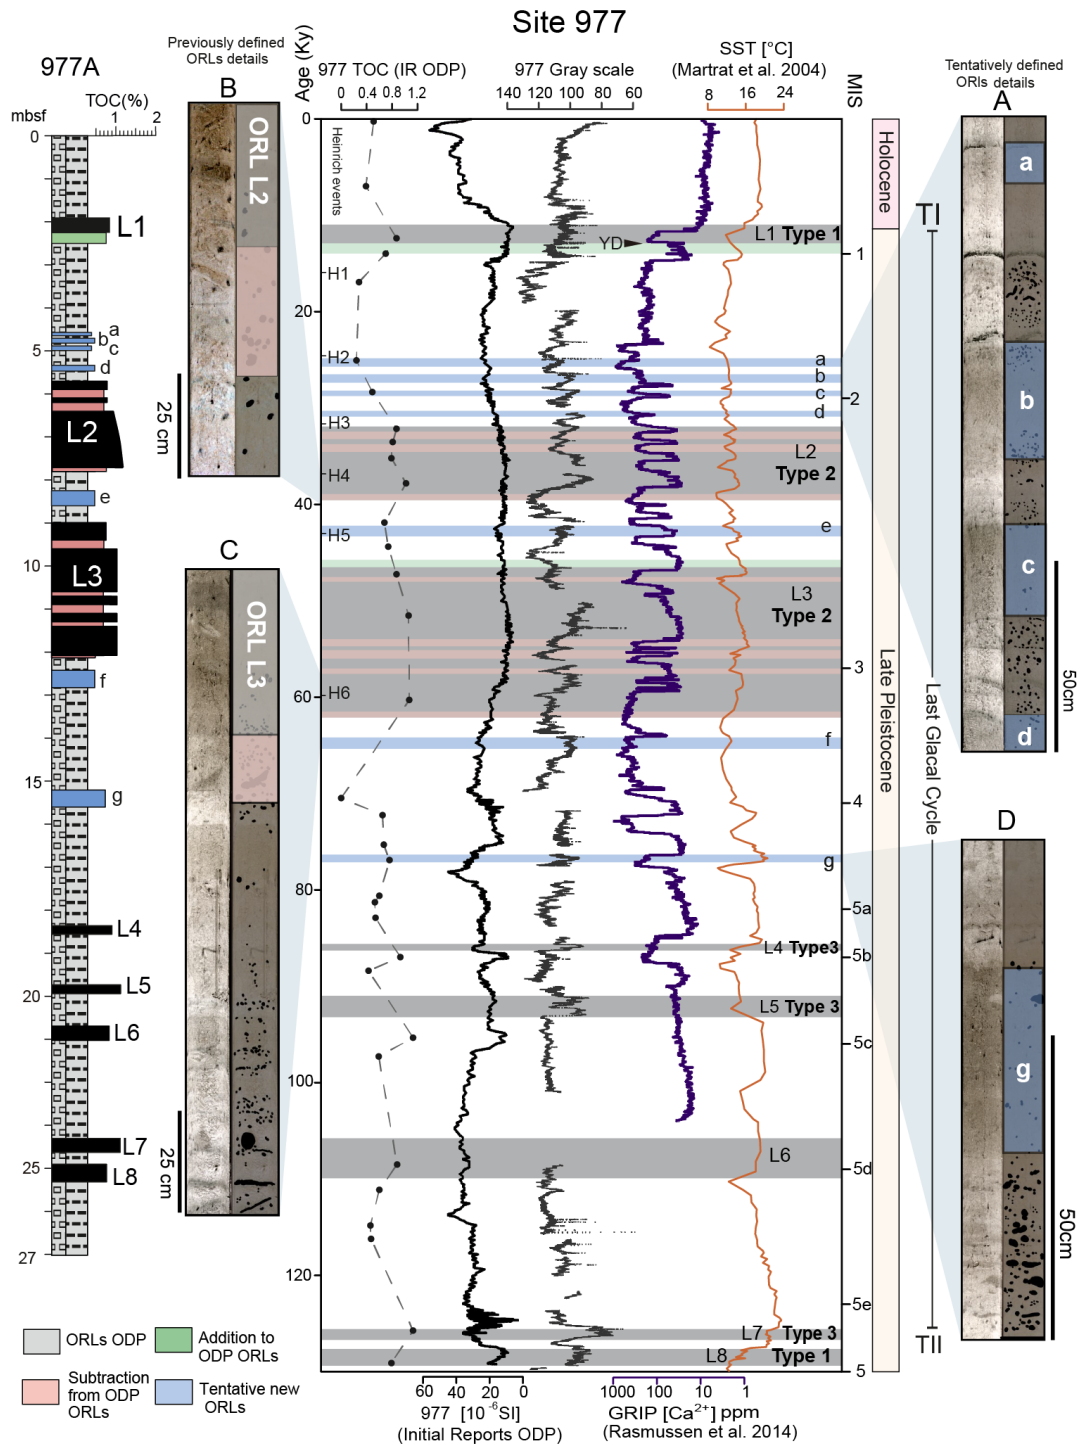 Site 977
Previously defined
ORLs details
B
977A
TOC(%)
mbsf
1 2
0
5
10
15
20
25
27
L1
a
b
c
d
L2
e
L3
f
g
L4
L5
L6
L7
L8
ORL L2
25 cm
C
ORL L3
25 cm
Age (Ky)
977 TOC (IR ODP)
0 0.4 0.8 1.2
977 Gray scale
140 120 100 80 60
SST [°C]
(Martrat et al. 2004)
8 16 24
MIS
0
20
40
60
80
100
120
Heinrich events
H1
H2
H3
H4
H5
H6
YD
L1 Type 1
a
b
c
d
L2
Type 2
e
L3
Type 2
f
g
L4 Type3
L5 Type 3
L6
L7 Type 3
L8 Type 1
1
2
3
4
5a
5b
5c
5d
5e
5
Holocene
Late Pleistocene
TI
Last Glacal Cycle
TII
Tentatively defined
ORLs details
A
a
b
c
d
50cm
D
g
50cm
60 40 20 0
977 [10⁻⁶SI]
(Initial Reports ODP)
1000 100 10 1
GRIP [Ca²⁺] ppm
(Rasmussen et al. 2014)
ORLs ODP
Addition to
ODP ORLs
Subtraction
from ODP
ORLs
Tentative new
ORLs